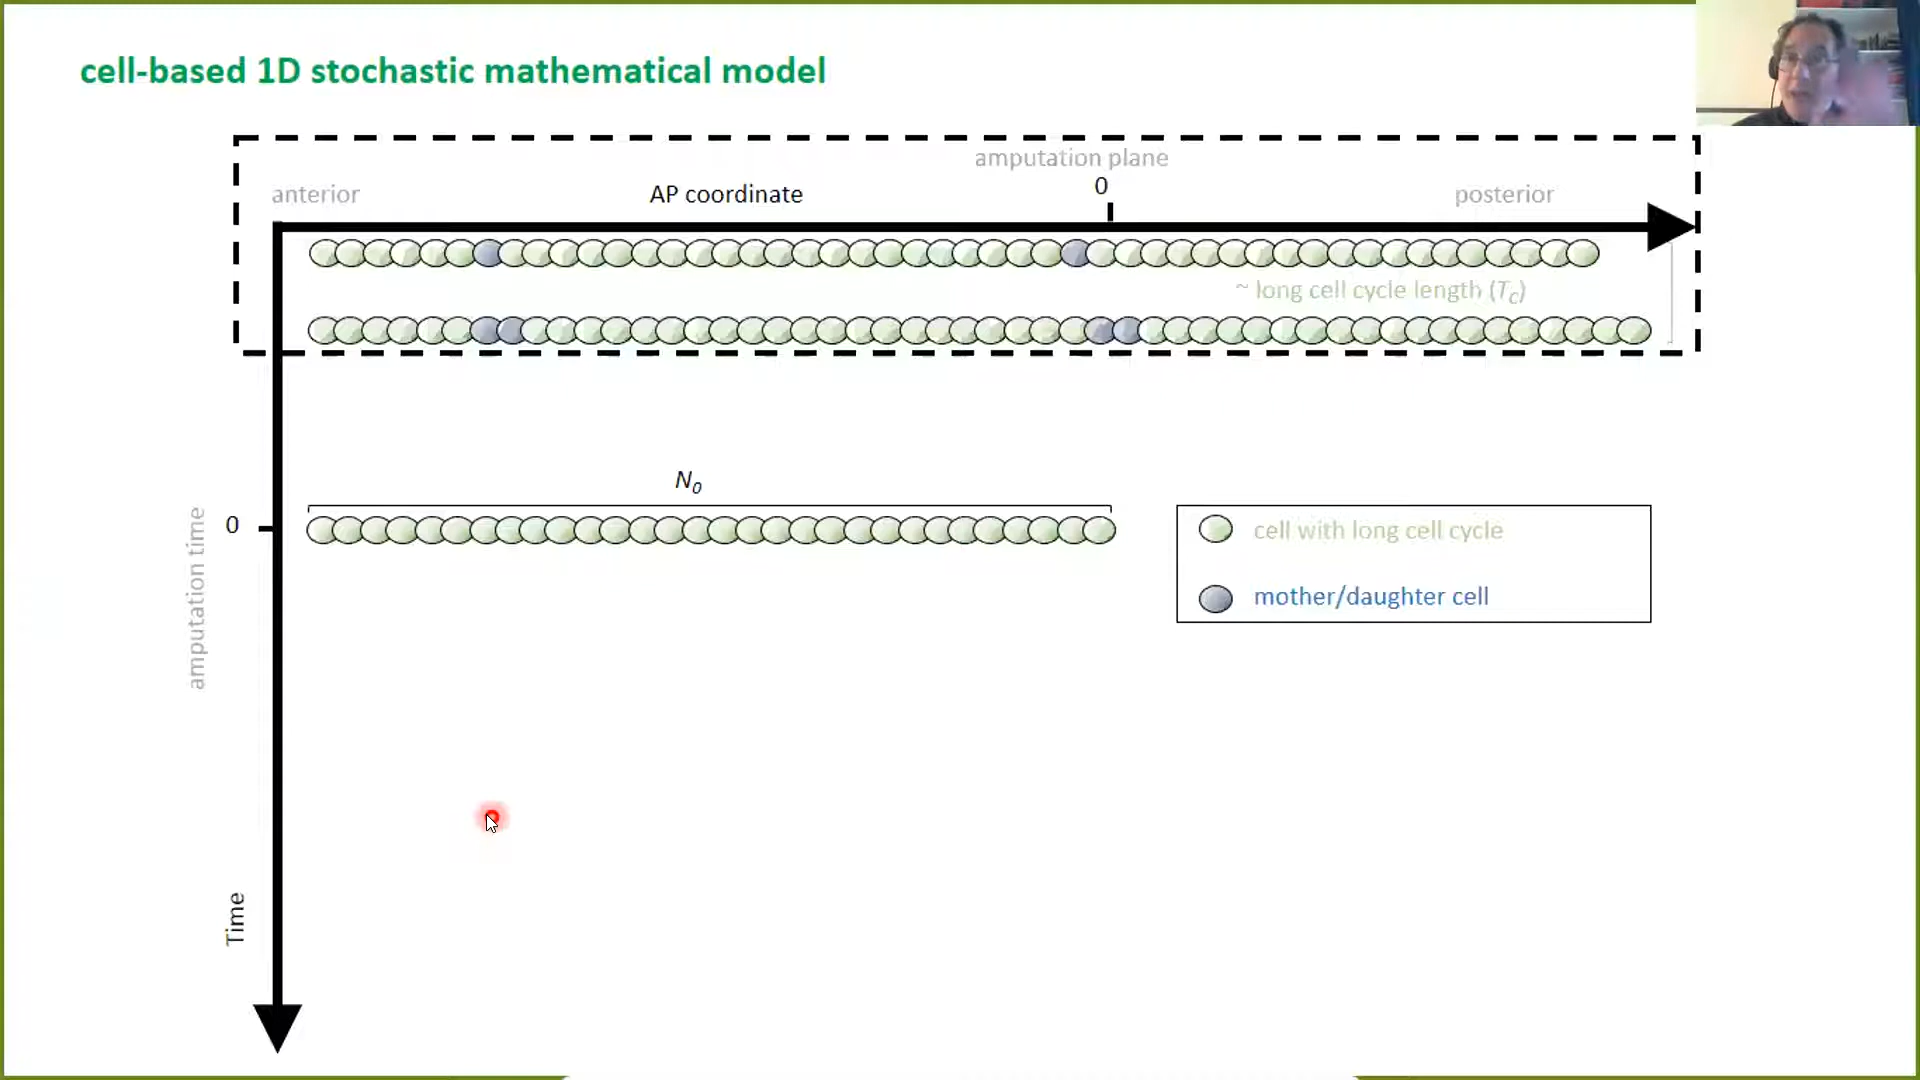 cell-based 1D stochastic mathematical model
amputation plane
0
anterior
AP coordinate
posterior
~ long cell cycle length (Tc)
N0
0
amputation time
cell with long cell cycle
mother/daughter cell
Time